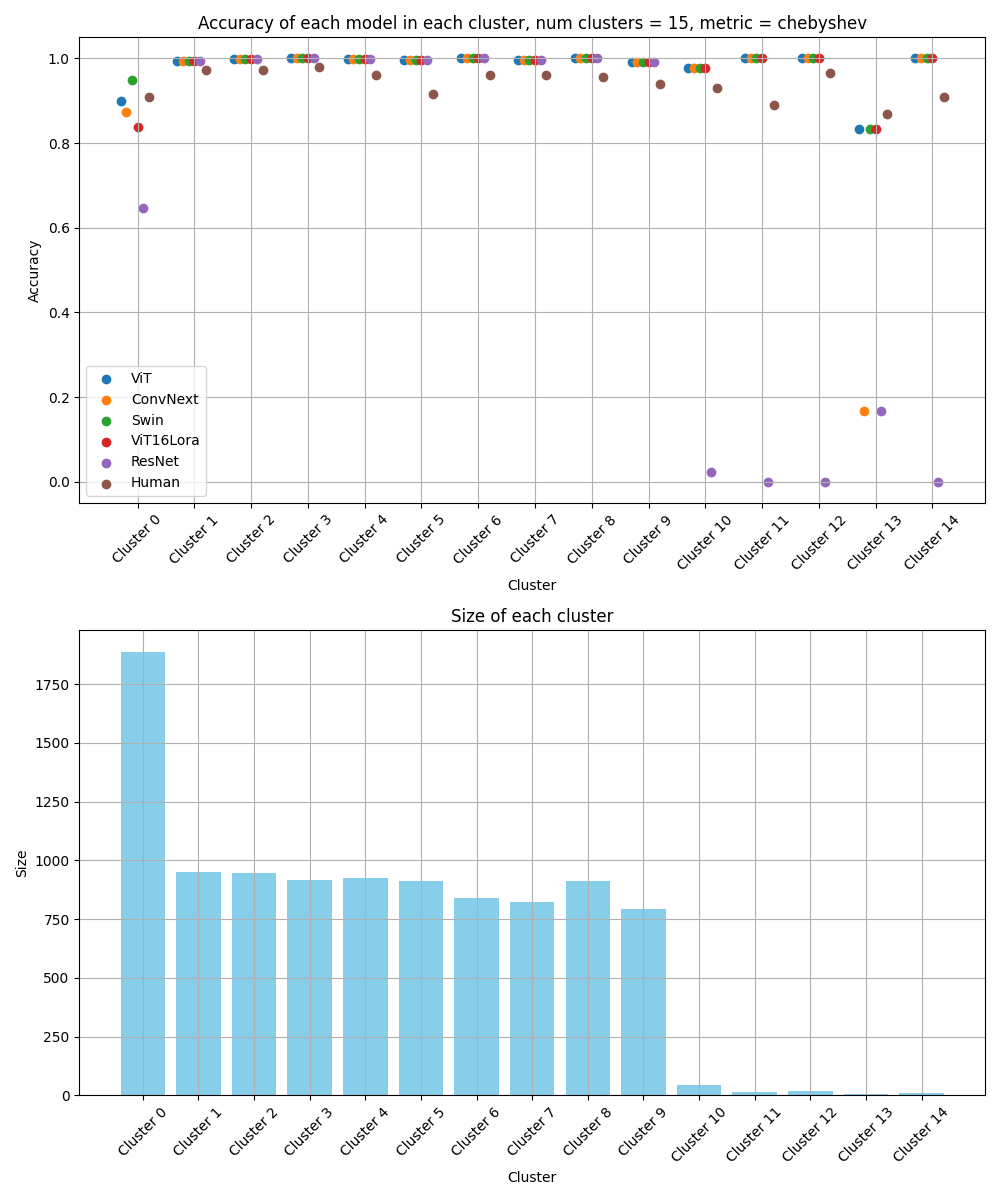 Accuracy of each model in each cluster, num clusters = 15, metric = chebyshev
1.0
0.8
0.6
0.4
0.2
0.0
Accuracy
ViT
ConvNext
Swin
ViT16Lora
ResNet
Human
Cluster 0
Cluster 1
Cluster 2
Cluster 3
Cluster 4
Cluster 5
Cluster 6
Cluster 7
Cluster 8
Cluster 9
Cluster 10
Cluster 11
Cluster 12
Cluster 13
Cluster 14
Cluster
Size of each cluster
1750
1500
1250
1000
750
500
250
0
Size
Cluster 0
Cluster 1
Cluster 2
Cluster 3
Cluster 4
Cluster 5
Cluster 6
Cluster 7
Cluster 8
Cluster 9
Cluster 10
Cluster 11
Cluster 12
Cluster 13
Cluster 14
Cluster